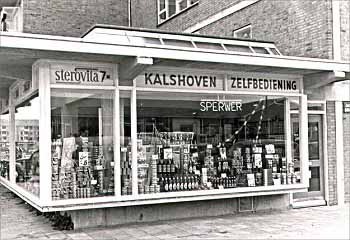 sterovita 7
KALSHOVEN ZELFBEDIENING
SPERWER